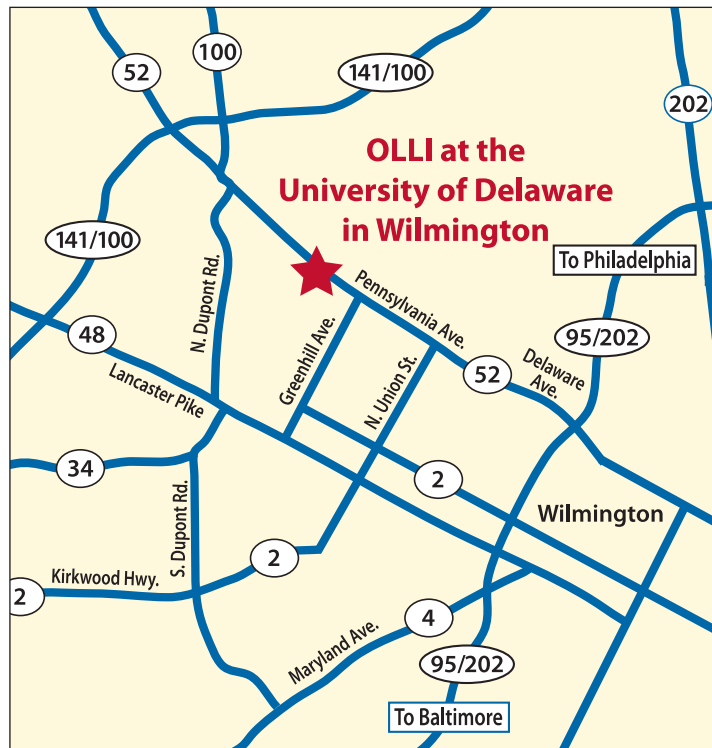 100
52
141/100
202
OLLI at the
University of Delaware
in Wilmington
141/100
To Philadelphia
N. Dupont Rd.
Pennsylvania Ave.
48
95/202
Greenhill Ave.
Lancaster Pike
N. Union St.
52
Delaware
Ave.
34
2
S. Dupont Rd.
Wilmington
2
Kirkwood Hwy.
2
4
Maryland Ave.
95/202
To Baltimore